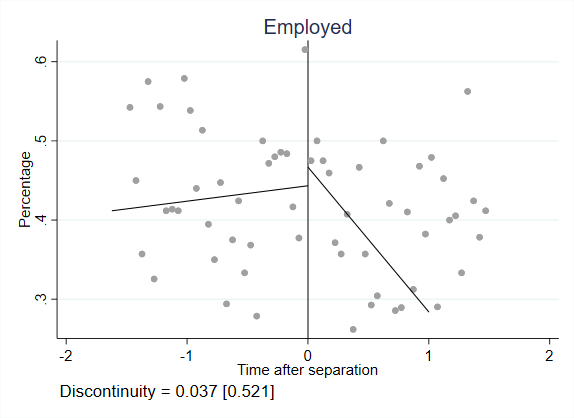 Employed
.6
.5
.4
.3
Percentage
-2 -1 0 1 2
Time after separation
Discontinuity = 0.037 [0.521]